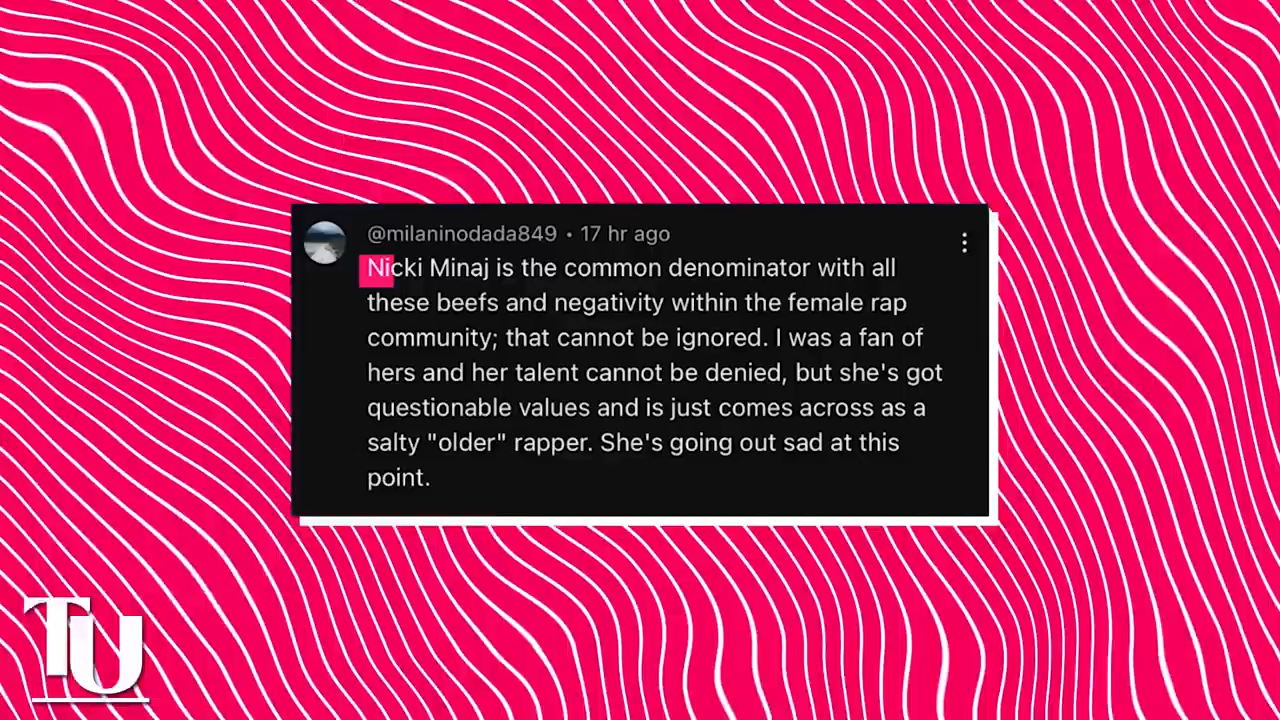 @milaninodada849 • 17 hr ago
Nicki Minaj is the common denominator with all
these beefs and negativity within the female rap
community; that cannot be ignored. I was a fan of
hers and her talent cannot be denied, but she's got
questionable values and is just comes across as a
salty "older" rapper. She's going out sad at this
point.
TU